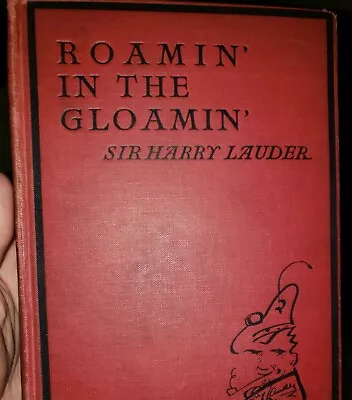 ROAMIN'
IN THE
GLOAMIN'
SIR HARRY LAUDER